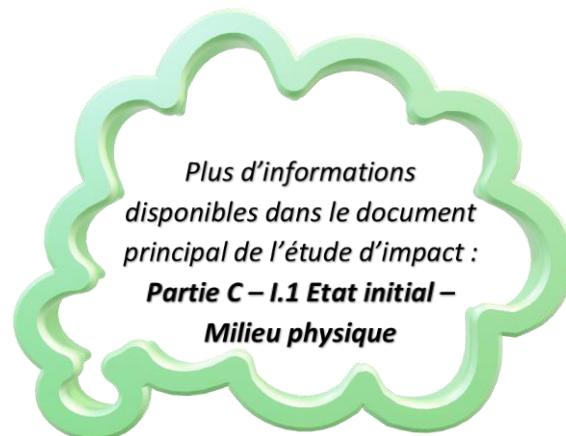 Plus d’informations
disponibles dans le document
principal de l’étude d’impact :
Partie C – I.1 Etat initial –
Milieu physique